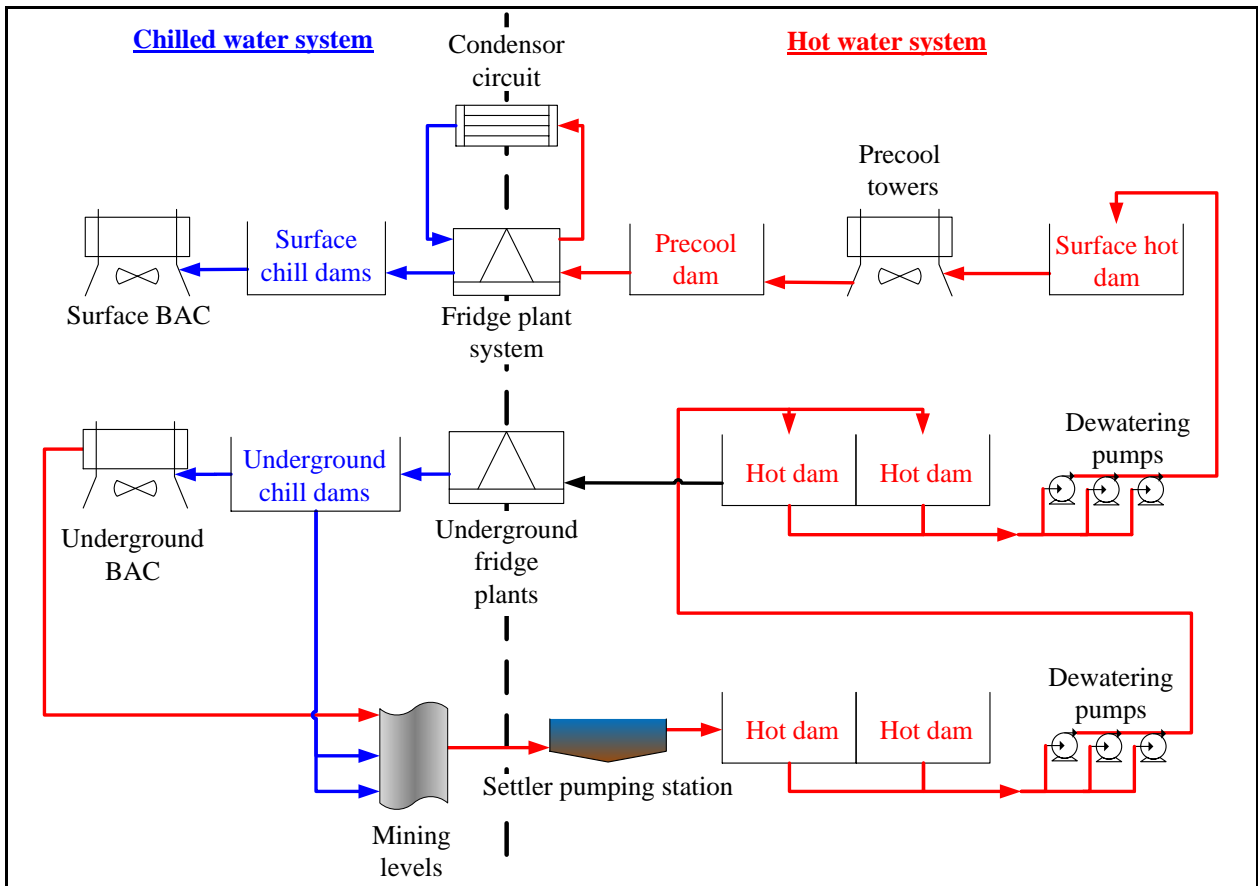 Chilled water system
Condensor
circuit
Hot water system
Precool
towers
Surface
chill dams
Precool
dam
Surface hot
dam
Surface BAC
Fridge plant
system
Dewatering
pumps
Underground
chill dams
Hot dam
Hot dam
Underground
BAC
Underground
fridge
plants
Dewatering
pumps
Hot dam
Hot dam
Settler pumping station
Mining
levels